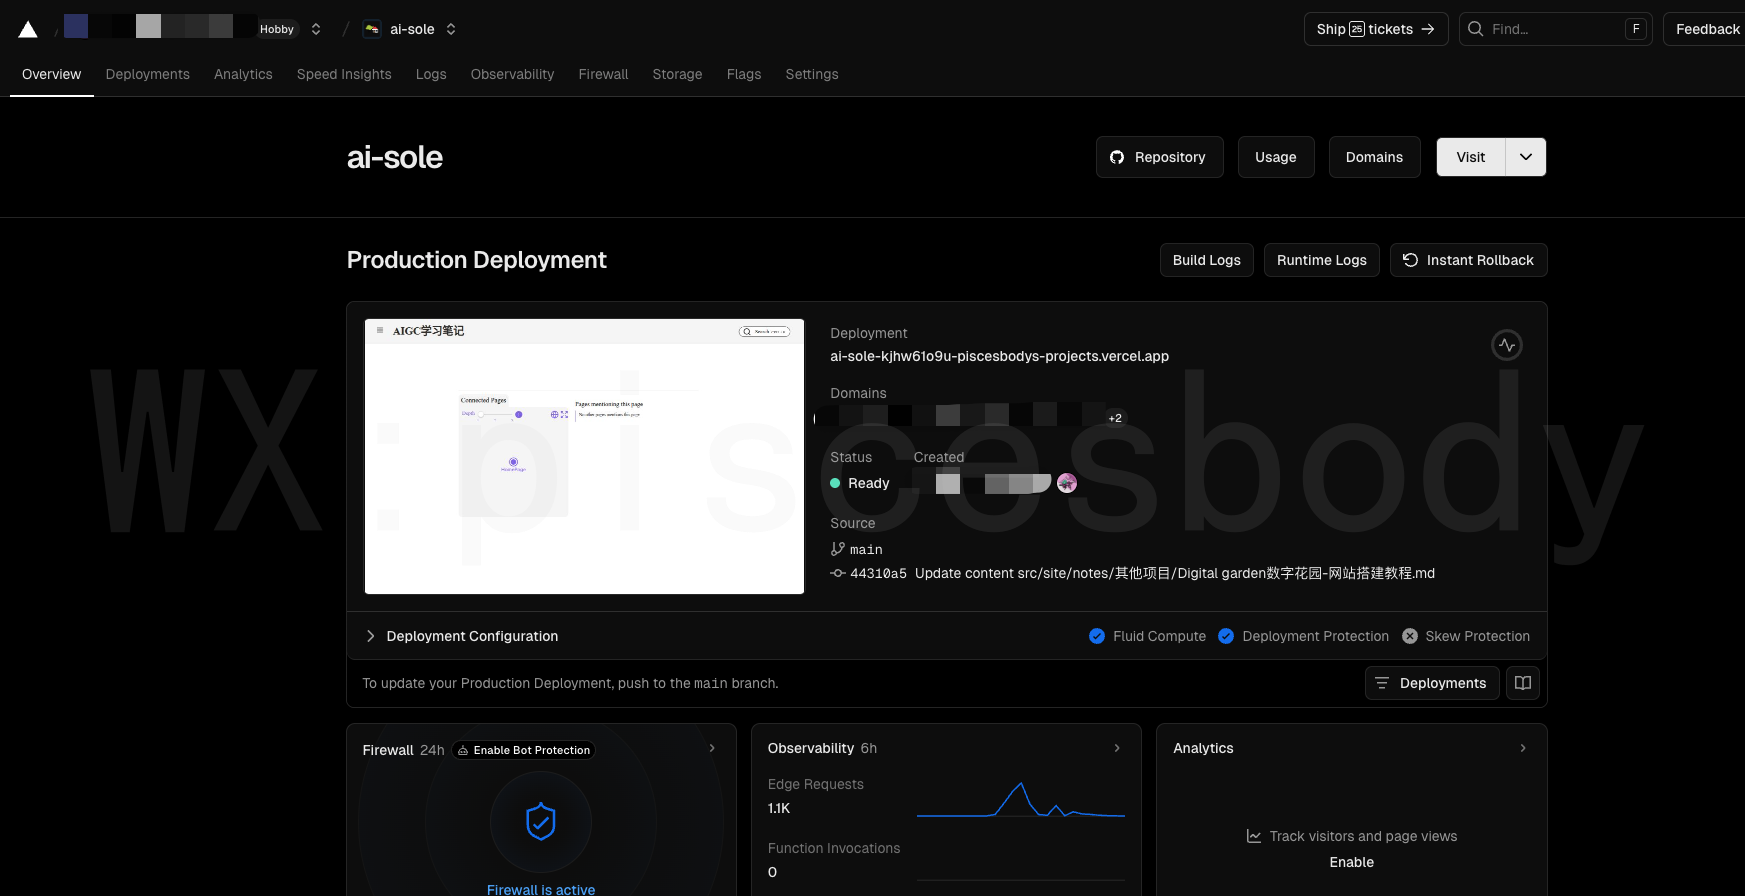 Hobby
ai-sole
Ship 25 tickets →
Find...
F
Feedback
Overview
Deployments
Analytics
Speed Insights
Logs
Observability
Firewall
Storage
Flags
Settings
ai-sole
Repository
Usage
Domains
Visit
Production Deployment
Build Logs
Runtime Logs
Instant Rollback
AIGC学习笔记
Connected Pages
Depth
Pages mentioning this page
No other pages mentions this page
Deployment
ai-sole-kjhw61o9u-piscesbodys-projects.vercel.app
Domains
+2
WX:piscesbody
Status
Created
Ready
Source
main
44310a5 Update content src/site/notes/其他项目/Digital garden数字花园-网站搭建教程.md
Deployment Configuration
Fluid Compute
Deployment Protection
Skew Protection
To update your Production Deployment, push to the main branch.
Deployments
Firewall 24h
Enable Bot Protection
Firewall is active
Observability 6h
Edge Requests
1.1K
Function Invocations
0
Analytics
Track visitors and page views
Enable